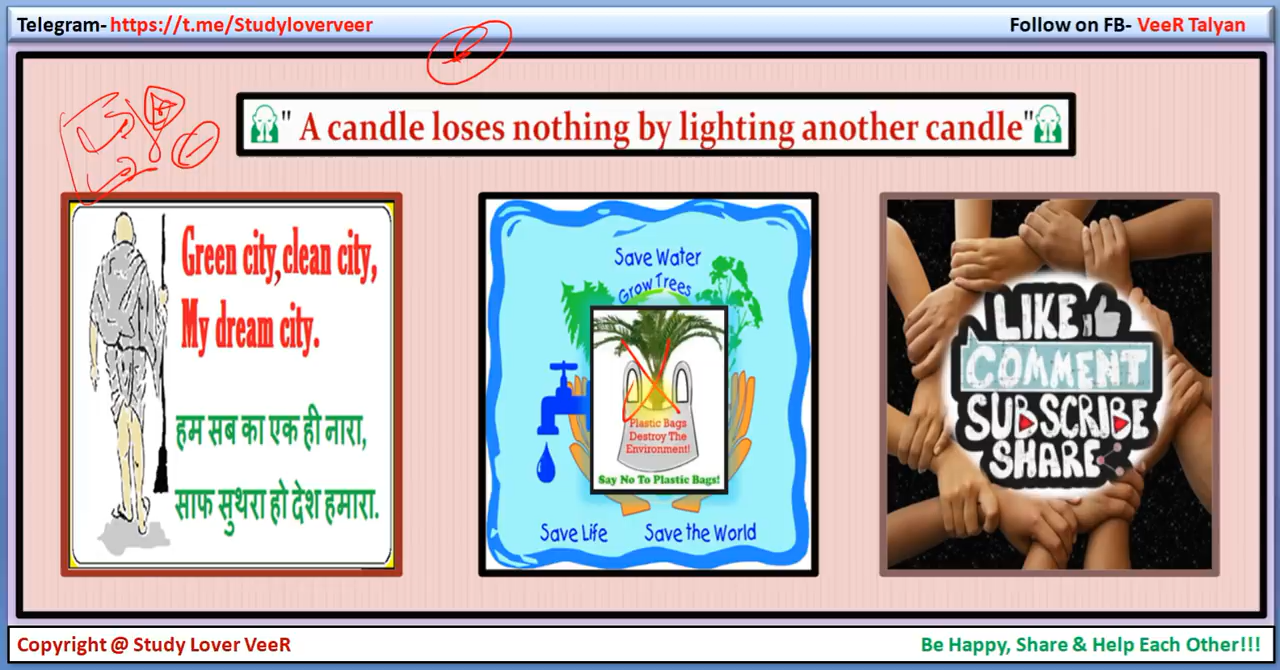 Telegram- https://t.me/Studyloverveer
Follow on FB- VeeR Talyan
" A candle loses nothing by lighting another candle"
Green city,clean city,
My dream city.
हम सब का एक ही नारा,
साफ सुथरा हो देश हमारा.
Save Water
Grow Trees
Plastic Bags
Destroy The
Environment!
Say No To Plastic Bags!
Save Life
Save the World
LIKE
COMMENT
SUBSCRIBE
SHARE
Copyright @ Study Lover VeeR
Be Happy, Share & Help Each Other!!!